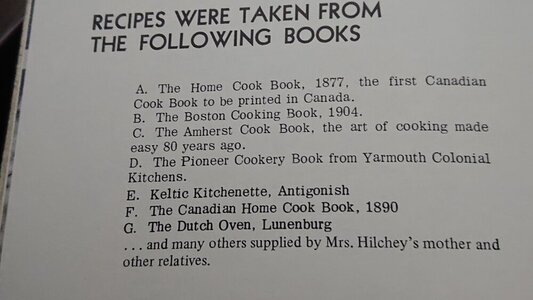 RECIPES WERE TAKEN FROM
THE FOLLOWING BOOKS
A. The Home Cook Book, 1877, the first Canadian
Cook Book to be printed in Canada.
B. The Boston Cooking Book, 1904.
C. The Amherst Cook Book, the art of cooking made
easy 80 years ago.
D. The Pioneer Cookery Book from Yarmouth Colonial
Kitchens.
E. Keltic Kitchenette, Antigonish
F. The Canadian Home Cook Book, 1890
G. The Dutch Oven, Lunenburg
... and many others supplied by Mrs. Hilchey's mother and
other relatives.